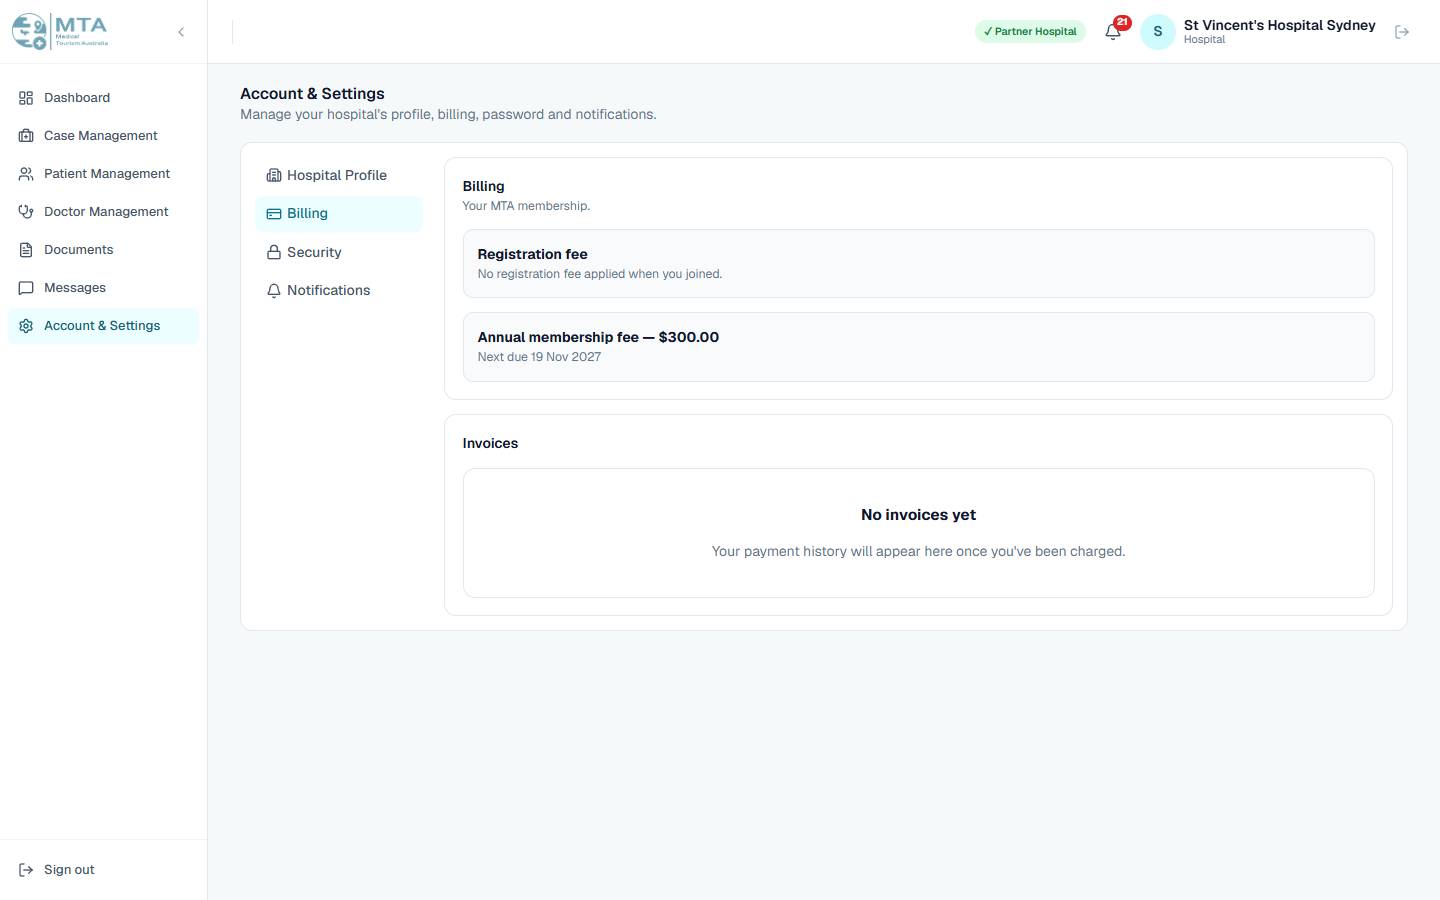 MTA
Medical
Tourism Australia
✓ Partner Hospital
21
S
St Vincent's Hospital Sydney
Hospital
Dashboard
Case Management
Patient Management
Doctor Management
Documents
Messages
Account & Settings
Sign out
Account & Settings
Manage your hospital's profile, billing, password and notifications.
Hospital Profile
Billing
Security
Notifications
Billing
Your MTA membership.
Registration fee
No registration fee applied when you joined.
Annual membership fee — $300.00
Next due 19 Nov 2027
Invoices
No invoices yet
Your payment history will appear here once you've been charged.